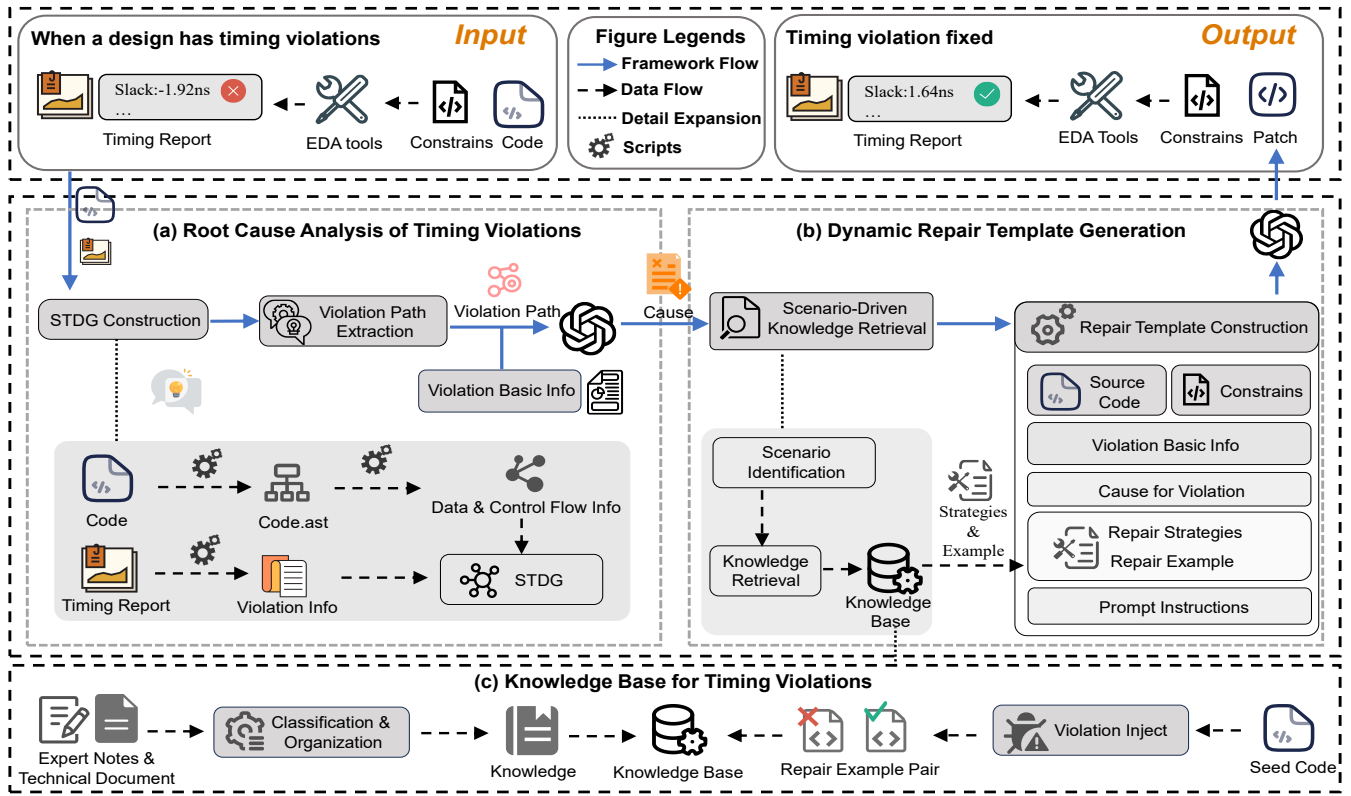 When a design has timing violations
Input
Slack:-1.92ns
...
Timing Report
EDA tools
Constrains
Code
Figure Legends
Framework Flow
Data Flow
Detail Expansion
Scripts
Timing violation fixed
Output
Slack:1.64ns
...
Timing Report
EDA Tools
Constrains
Patch
(a) Root Cause Analysis of Timing Violations
STDG Construction
Violation Path
Extraction
Violation Path
Violation Basic Info
Cause
Code
Code.ast
Data & Control Flow Info
Timing Report
Violation Info
STDG
(b) Dynamic Repair Template Generation
Scenario-Driven
Knowledge Retrieval
Scenario
Identification
Knowledge
Retrieval
Knowledge
Base
Strategies
&
Example
Repair Template Construction
Source
Code
Constrains
Violation Basic Info
Cause for Violation
Repair Strategies
Repair Example
Prompt Instructions
(c) Knowledge Base for Timing Violations
Expert Notes &
Technical Document
Classification &
Organization
Knowledge
Knowledge Base
Repair Example Pair
Violation Inject
Seed Code